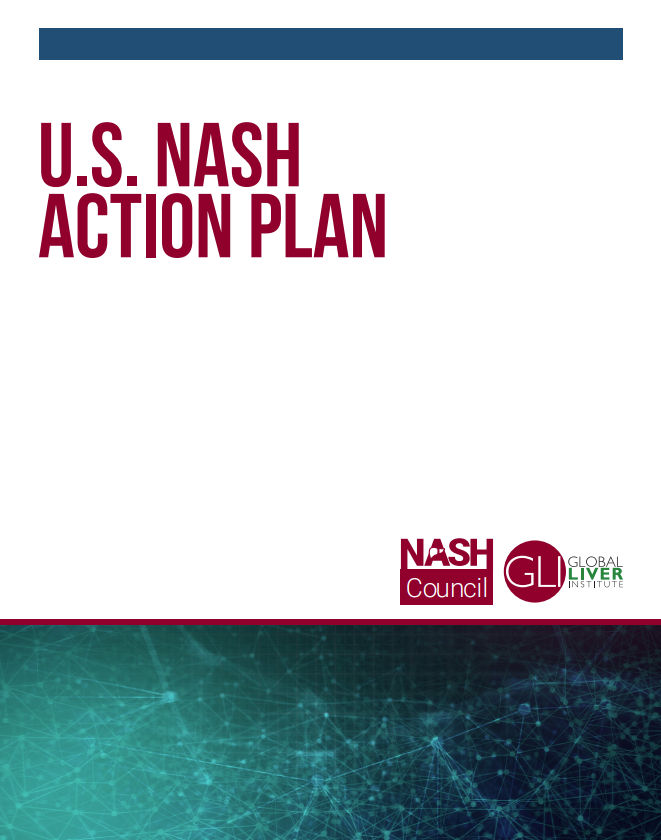 U.S. NASH
ACTION PLAN
NASH
Council
GLI
GLOBAL
LIVER
INSTITUTE